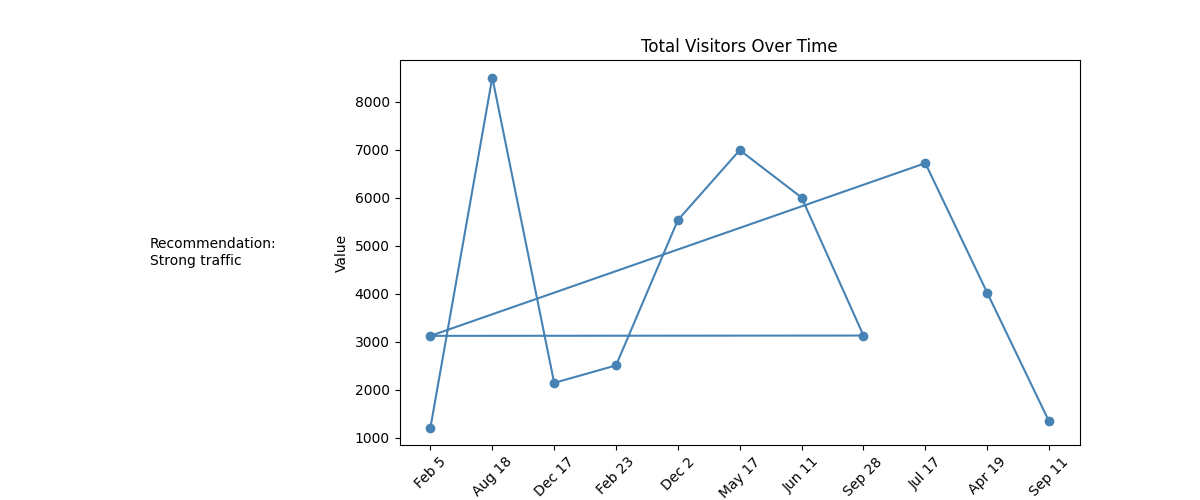 Total Visitors Over Time
Recommendation:
Strong traffic
Value
8000
7000
6000
5000
4000
3000
2000
1000
Feb 5
Aug 18
Dec 17
Feb 23
Dec 2
May 17
Jun 11
Sep 28
Jul 17
Apr 19
Sep 11